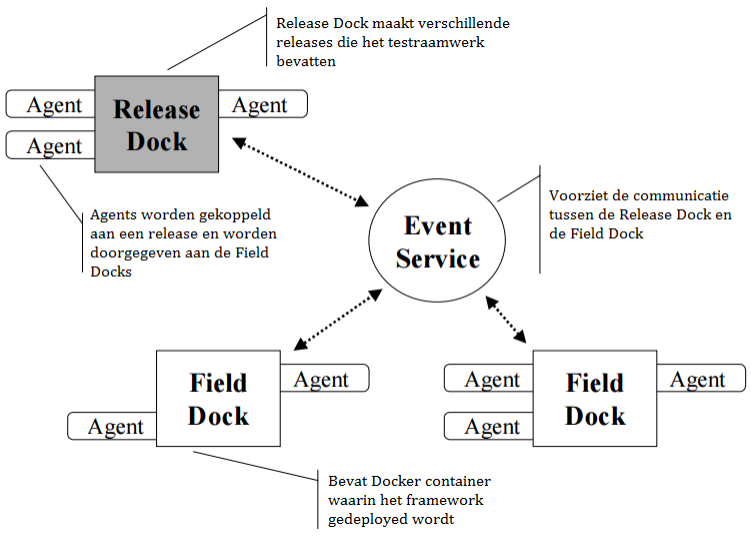 Release Dock maakt verschillende
releases die het testraamwerk
bevatten
Agent
Release
Dock
Agent
Agent
Agents worden gekoppeld
aan een release en worden
doorgegeven aan de Field
Docks
Event
Service
Voorziet de communicatie
tussen de Release Dock en
de Field Dock
Field
Dock
Agent
Agent
Agent
Field
Dock
Agent
Agent
Bevat Docker container
waarin het framework
gedeployed wordt